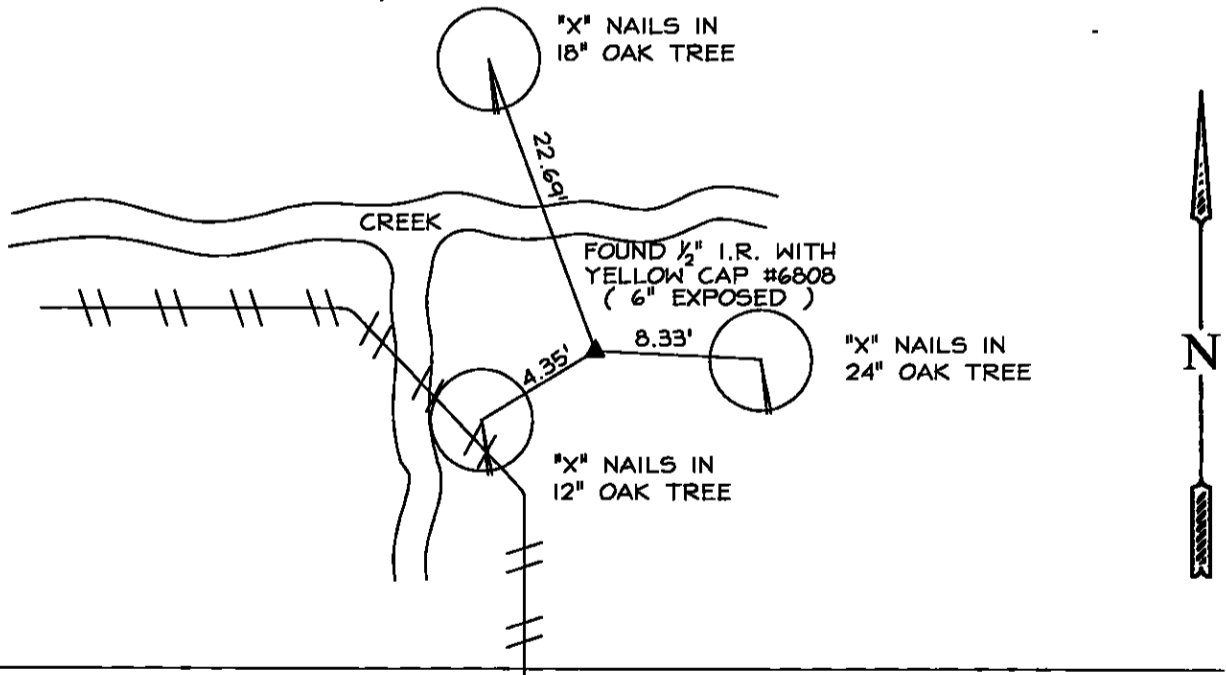 "X" NAILS IN
18" OAK TREE
22.69'
CREEK
FOUND ½" I.R. WITH
YELLOW CAP #6808
( 6" EXPOSED )
8.33'
"X" NAILS IN
24" OAK TREE
N
4.35'
"X" NAILS IN
12" OAK TREE